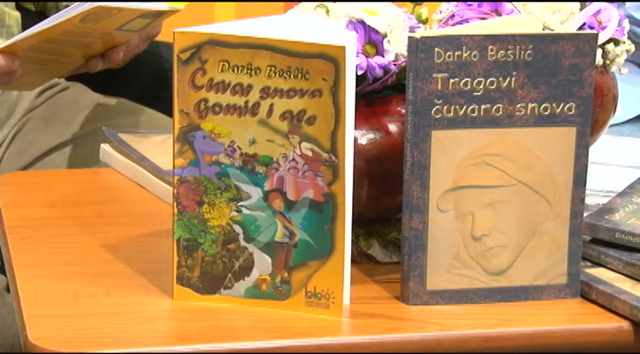 Darko Bešlić
Čuvar snova
Gomil i ale
Darko Bešlić
Tragovi
čuvara snova